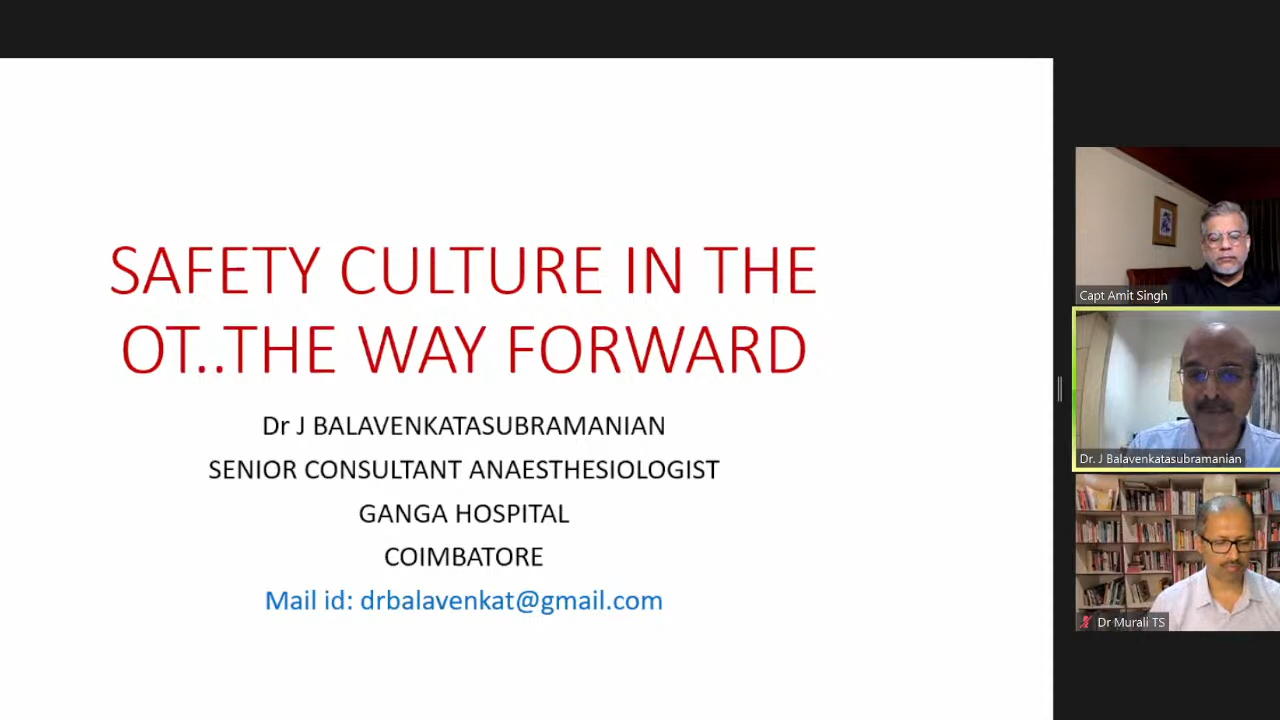 SAFETY CULTURE IN THE
OT..THE WAY FORWARD
Dr J BALAVENKATASUBRAMANIAN
SENIOR CONSULTANT ANAESTHESIOLOGIST
GANGA HOSPITAL
COIMBATORE
Mail id: drbalavenkat@gmail.com
Capt Amit Singh
Dr. J Balavenkatasubramanian
Dr Murali TS